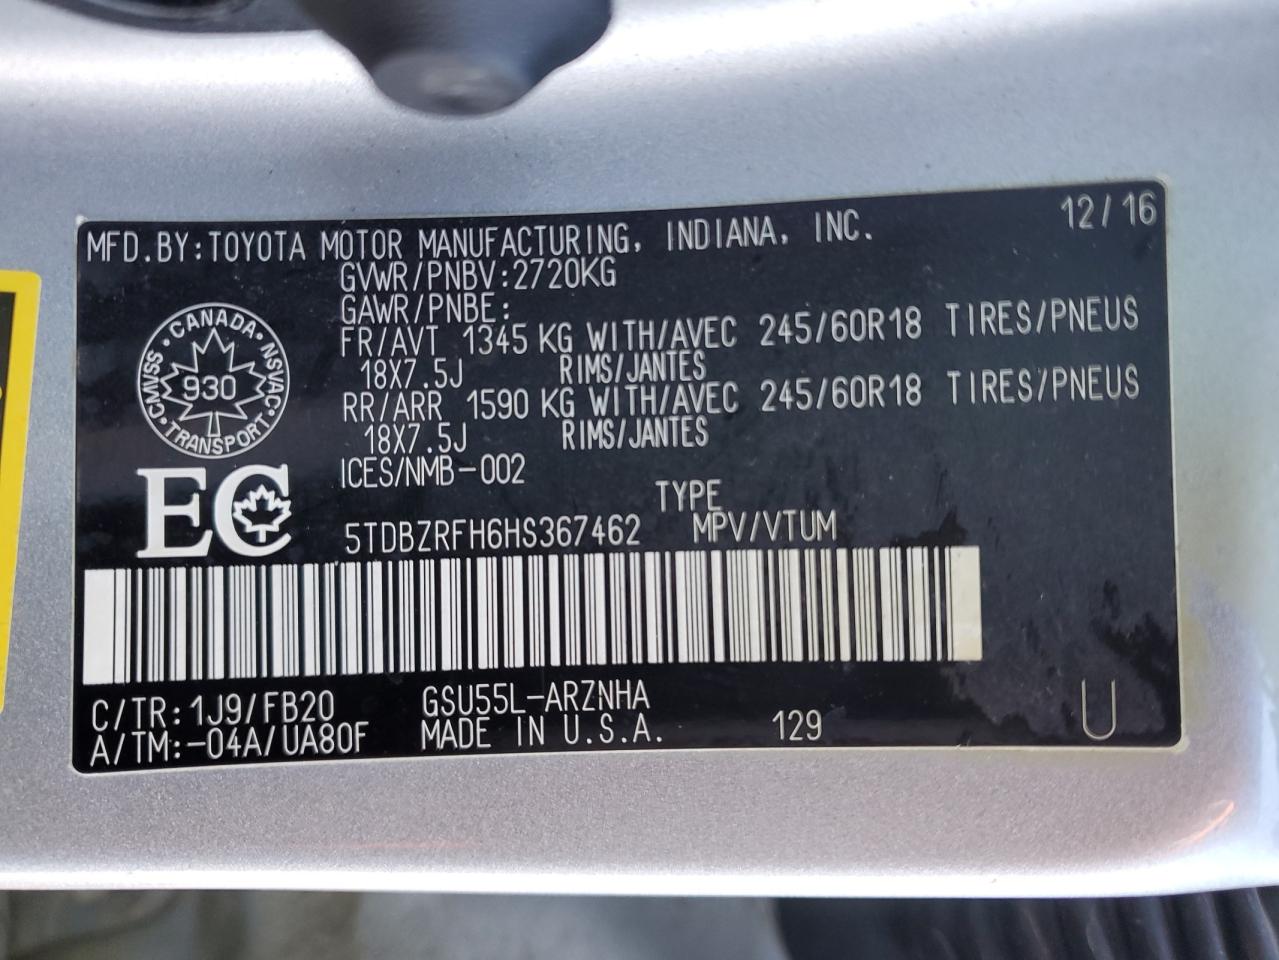 MFD.BY:TOYOTA MOTOR MANUFACTURING, INDIANA, INC. 12/16
GVWR/PNBV:2720KG
GAWR/PNBE:
FR/AVT 1345 KG WITH/AVEC 245/60R18 TIRES/PNEUS
18X7.5J RIMS/JANTES
RR/ARR 1590 KG WITH/AVEC 245/60R18 TIRES/PNEUS
18X7.5J RIMS/JANTES
ICES/NMB-002
CANADA
CMVSS 930 NSVAC
TRANSPORT
EC
TYPE
5TDBZRFH6HS367462 MPV/VTUM
C/TR:1J9/FB20 GSU55L-ARZNHA
A/TM:-04A/UA80F MADE IN U.S.A. 129 U